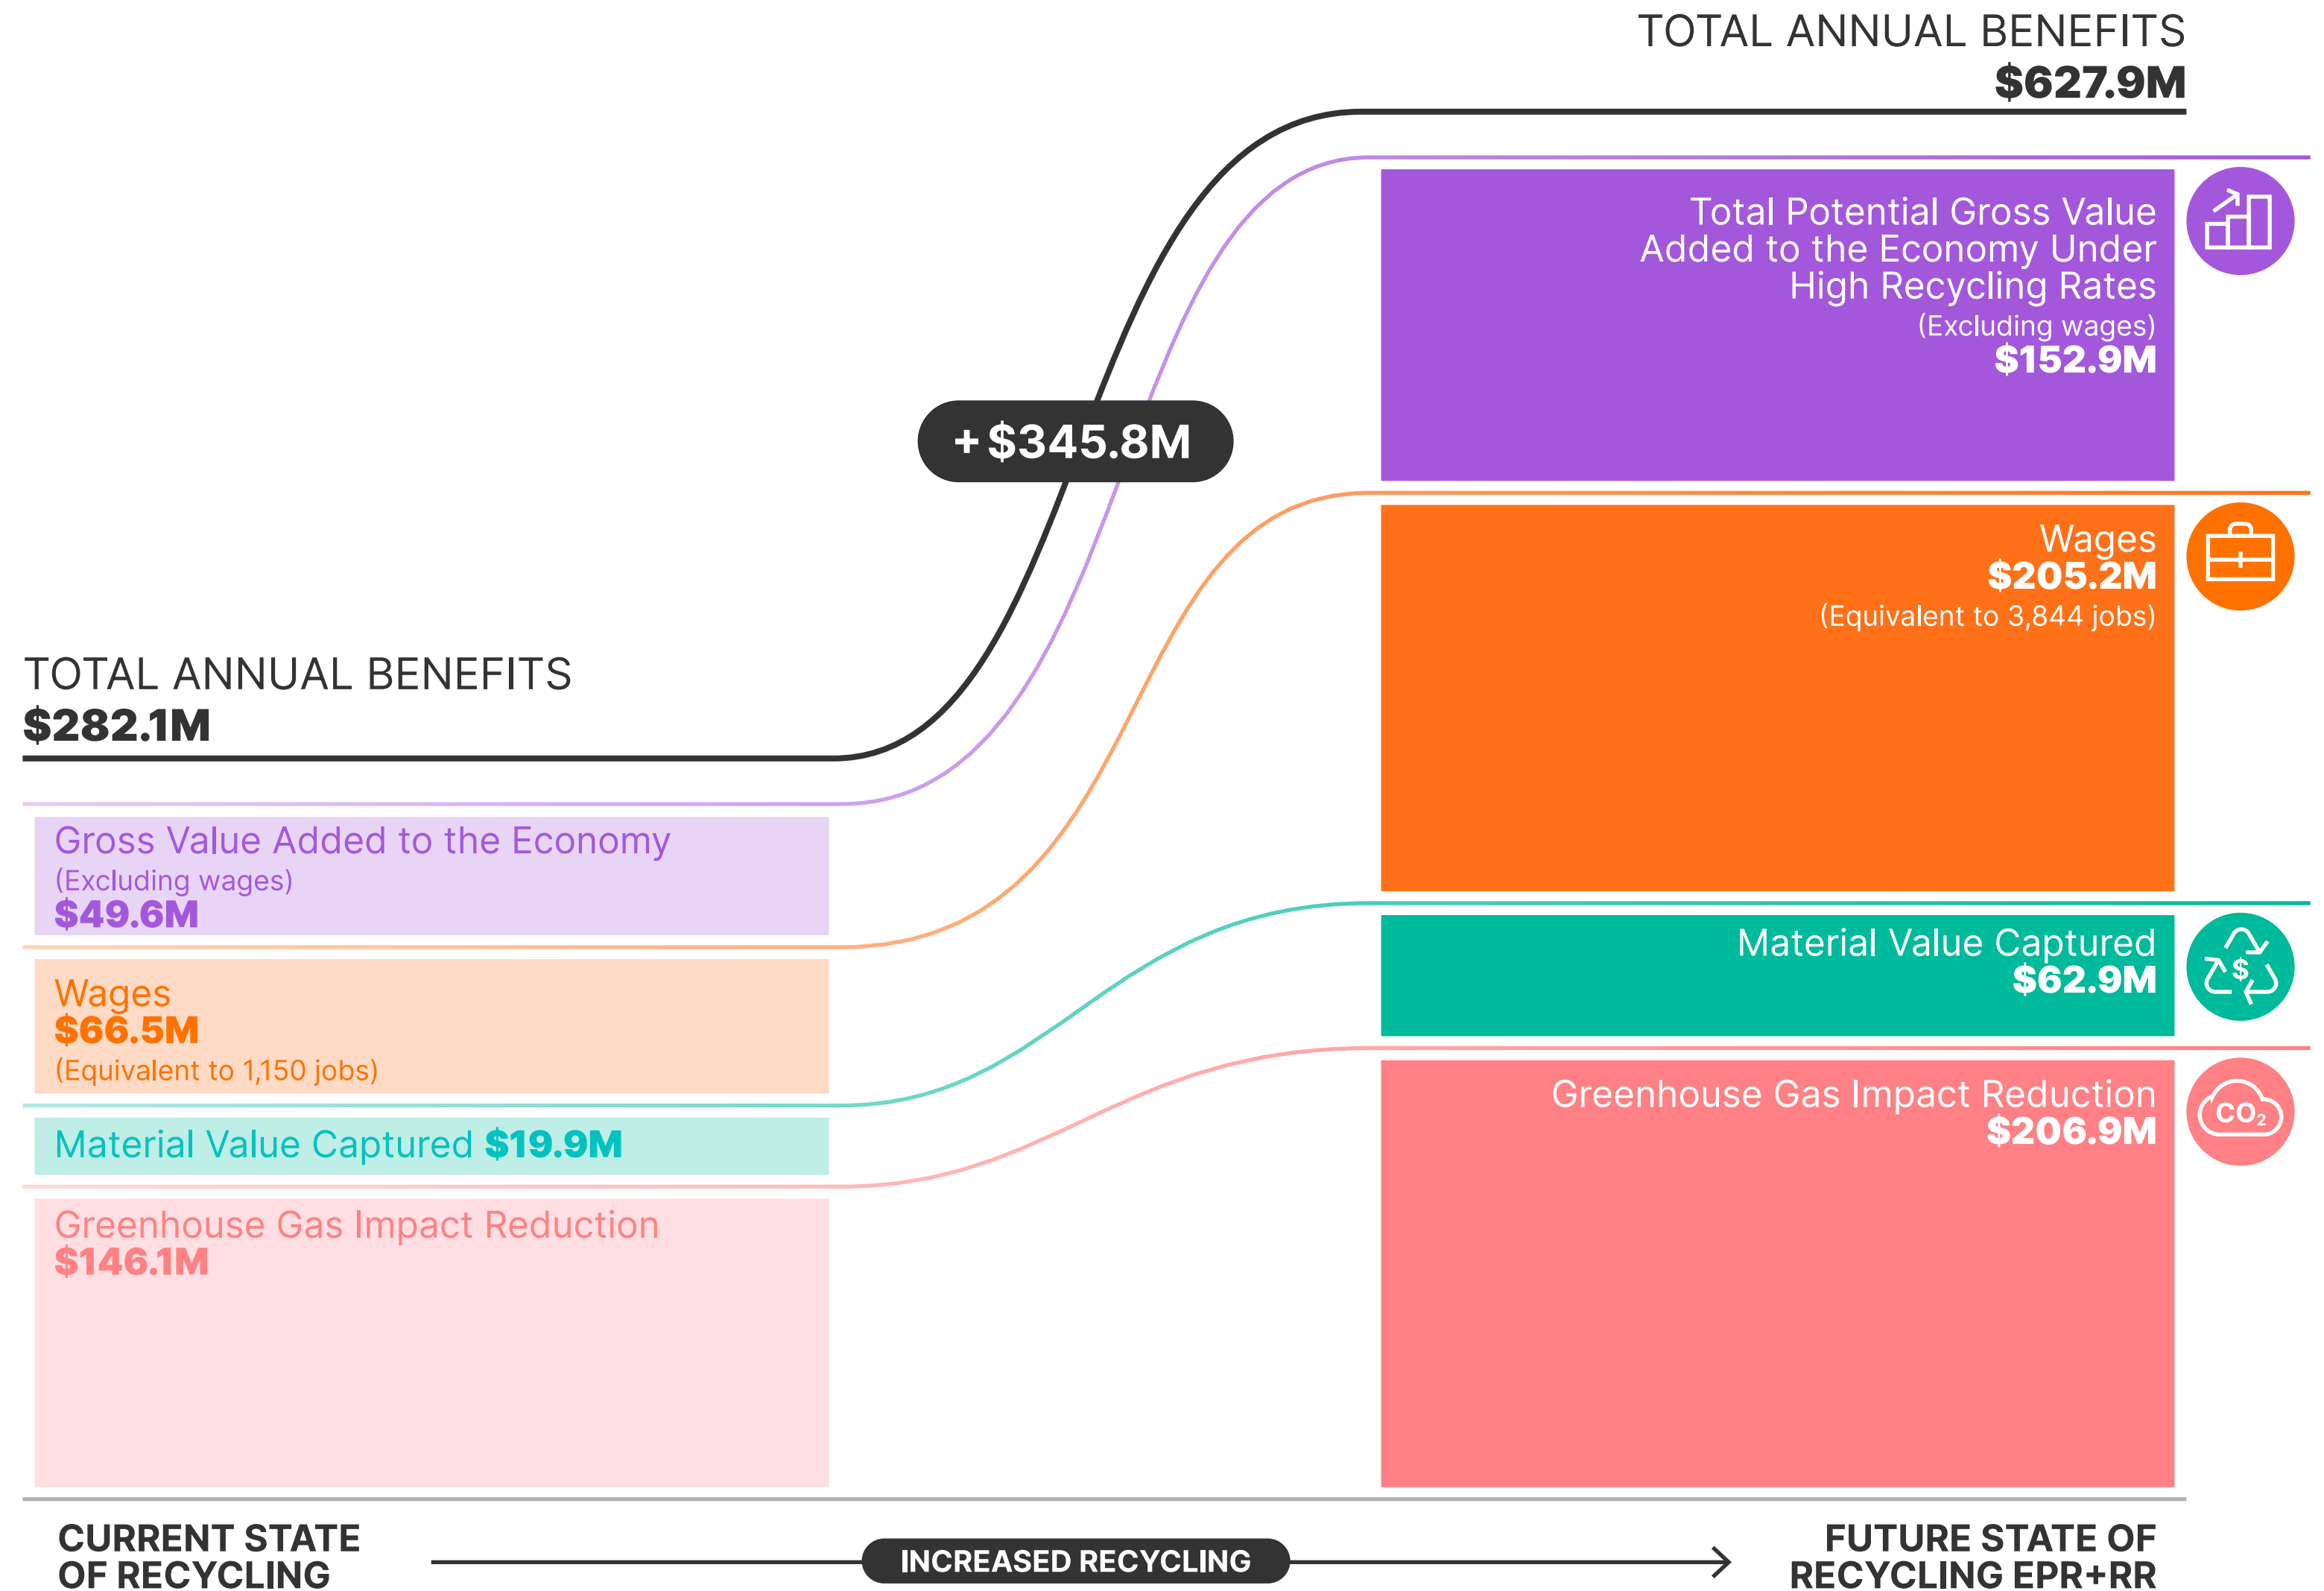 TOTAL ANNUAL BENEFITS
$627.9M
Total Potential Gross Value
Added to the Economy Under
High Recycling Rates
(Excluding wages)
$152.9M
+$345.8M
Wages
$205.2M
(Equivalent to 3,844 jobs)
TOTAL ANNUAL BENEFITS
$282.1M
Gross Value Added to the Economy
(Excluding wages)
$49.6M
Wages
$66.5M
(Equivalent to 1,150 jobs)
Material Value Captured $19.9M
Greenhouse Gas Impact Reduction
$146.1M
Material Value Captured
$62.9M
$
Greenhouse Gas Impact Reduction
$206.9M
CO₂
CURRENT STATE
OF RECYCLING
INCREASED RECYCLING
FUTURE STATE OF
RECYCLING EPR+RR